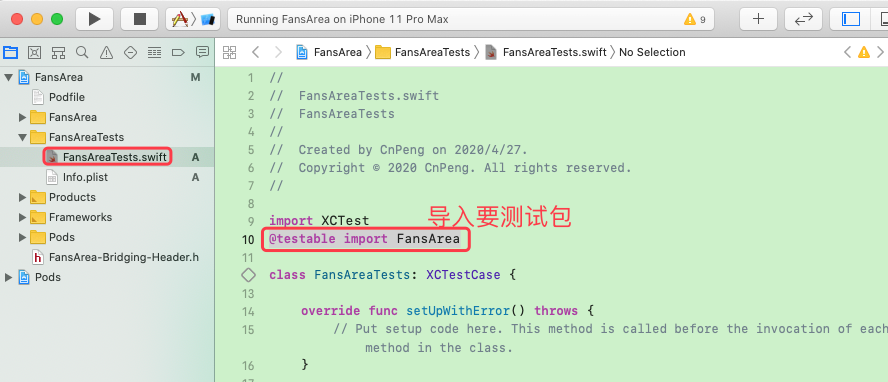 Running FansArea on iPhone 11 Pro Max
9
FansArea
FansAreaTests
FansAreaTests.swift
No Selection
FansArea M
Podfile
FansArea
FansAreaTests
FansAreaTests.swift A
Info.plist A
Products
Frameworks
Pods
FansArea-Bridging-Header.h
Pods
1 //
2 // FansAreaTests.swift
3 // FansAreaTests
4 //
5 // Created by CnPeng on 2020/4/27.
6 // Copyright © 2020 CnPeng. All rights reserved.
7 //
8
导入要测试包
9 import XCTest
10 @testable import FansArea
11
class FansAreaTests: XCTestCase {
13
14 override func setUpWithError() throws {
15 // Put setup code here. This method is called before the invocation of each
method in the class.
16 }